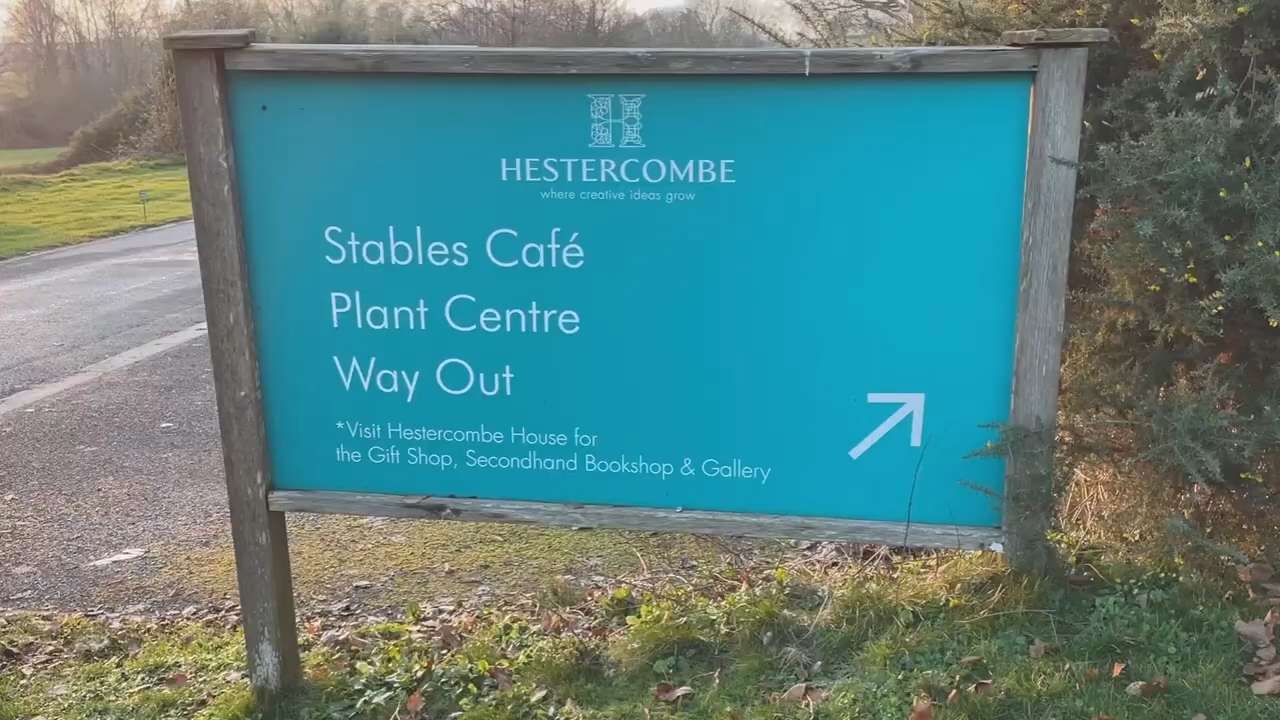 H
HESTERCOMBE
where creative ideas grow
Stables Café
Plant Centre
Way Out
*Visit Hestercombe House for
the Gift Shop, Secondhand Bookshop & Gallery